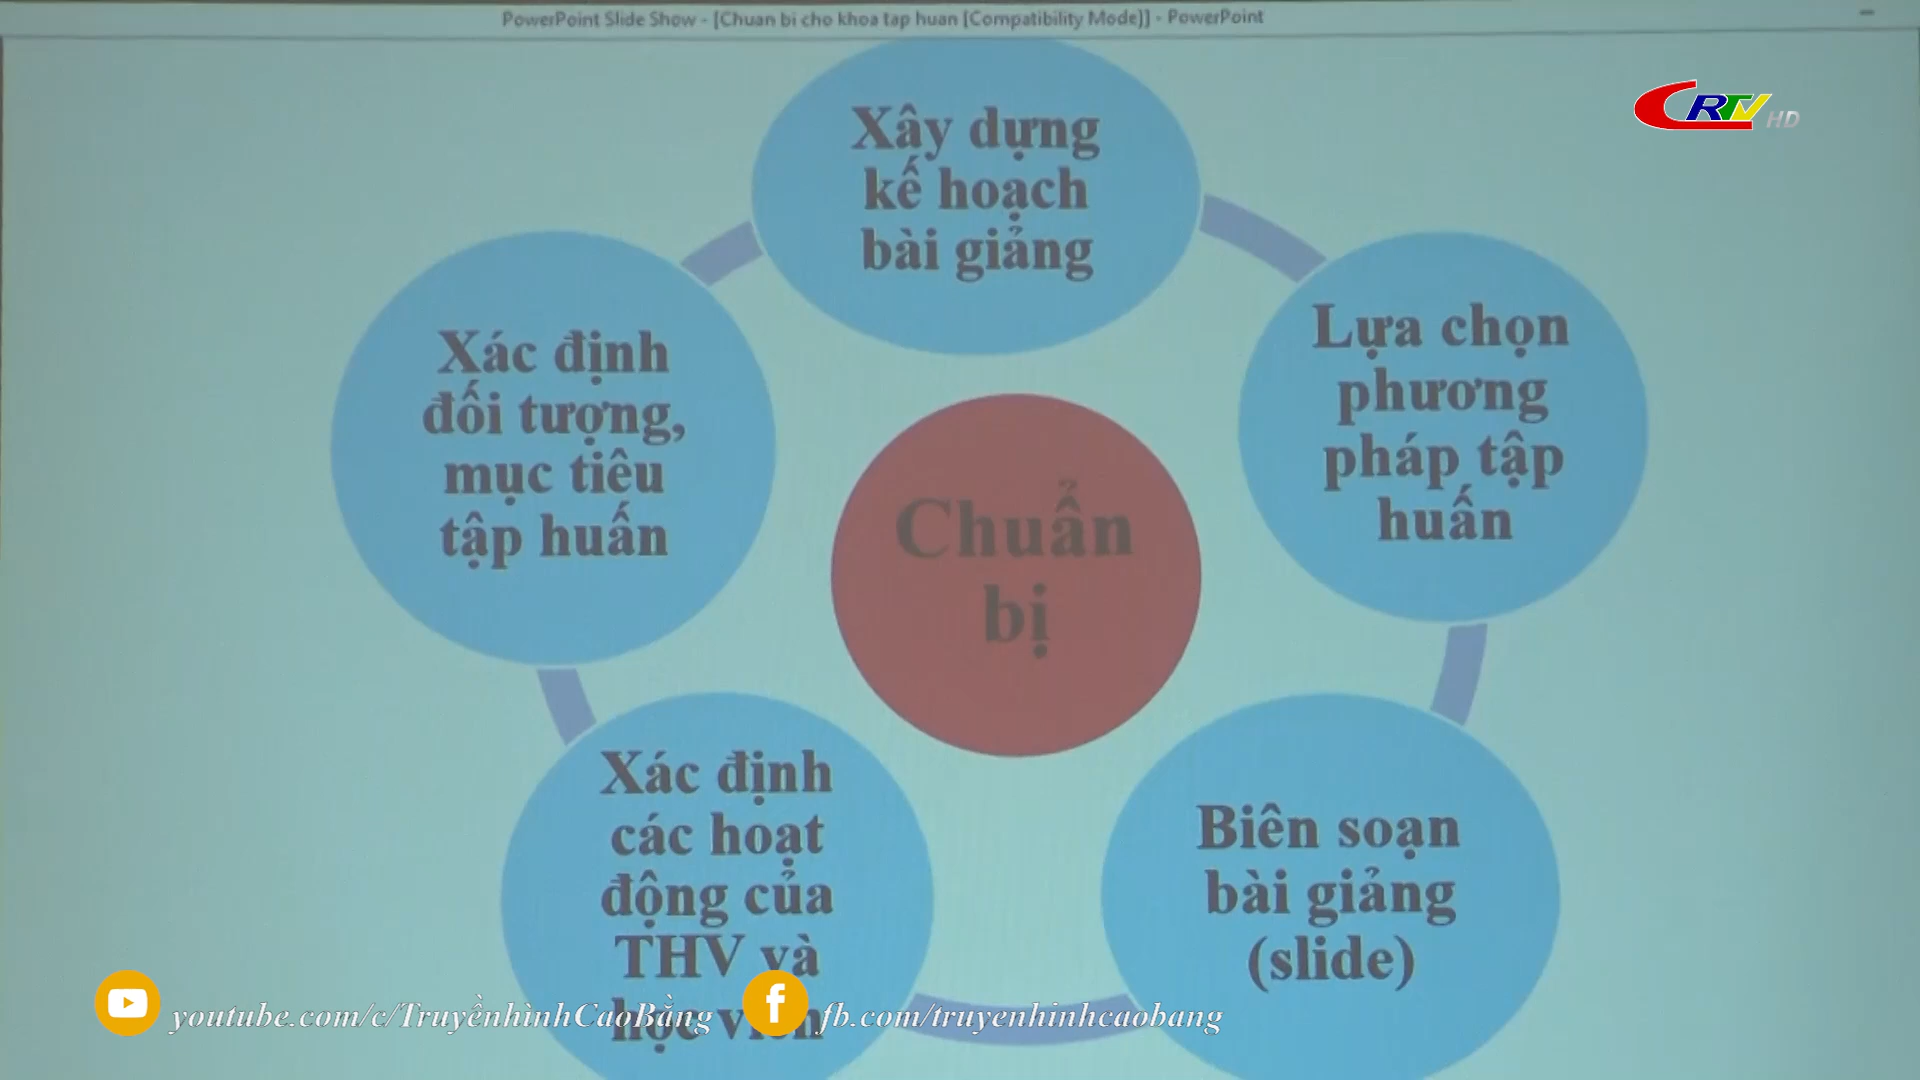 PowerPoint Slide Show - [Chuan bi cho khoa tap huan [Compatibility Mode]] - PowerPoint
CRTV HD
Xây dựng
kế hoạch
bài giảng
Lựa chọn
phương
pháp tập
huấn
Xác định
đối tượng,
mục tiêu
tập huấn
Chuẩn
bị
Xác định
các hoạt
động của
THV và
học viên
Biên soạn
bài giảng
(slide)
youtube.com/c/TruyềnhìnhCaoBằng
fb.com/truyenhinhcaobang